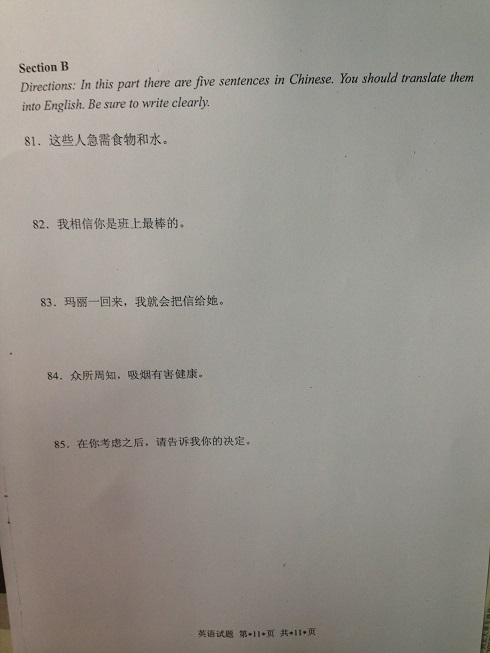 Section B
Directions: In this part there are five sentences in Chinese. You should translate them
into English. Be sure to write clearly.
81. 这些人急需食物和水。
82. 我相信你是班上最棒的。
83. 玛丽一回来，我就会把信给她。
84. 众所周知，吸烟有害健康。
85. 在你考虑之后，请告诉我你的决定。
英语试题 第•11•页 共•11•页